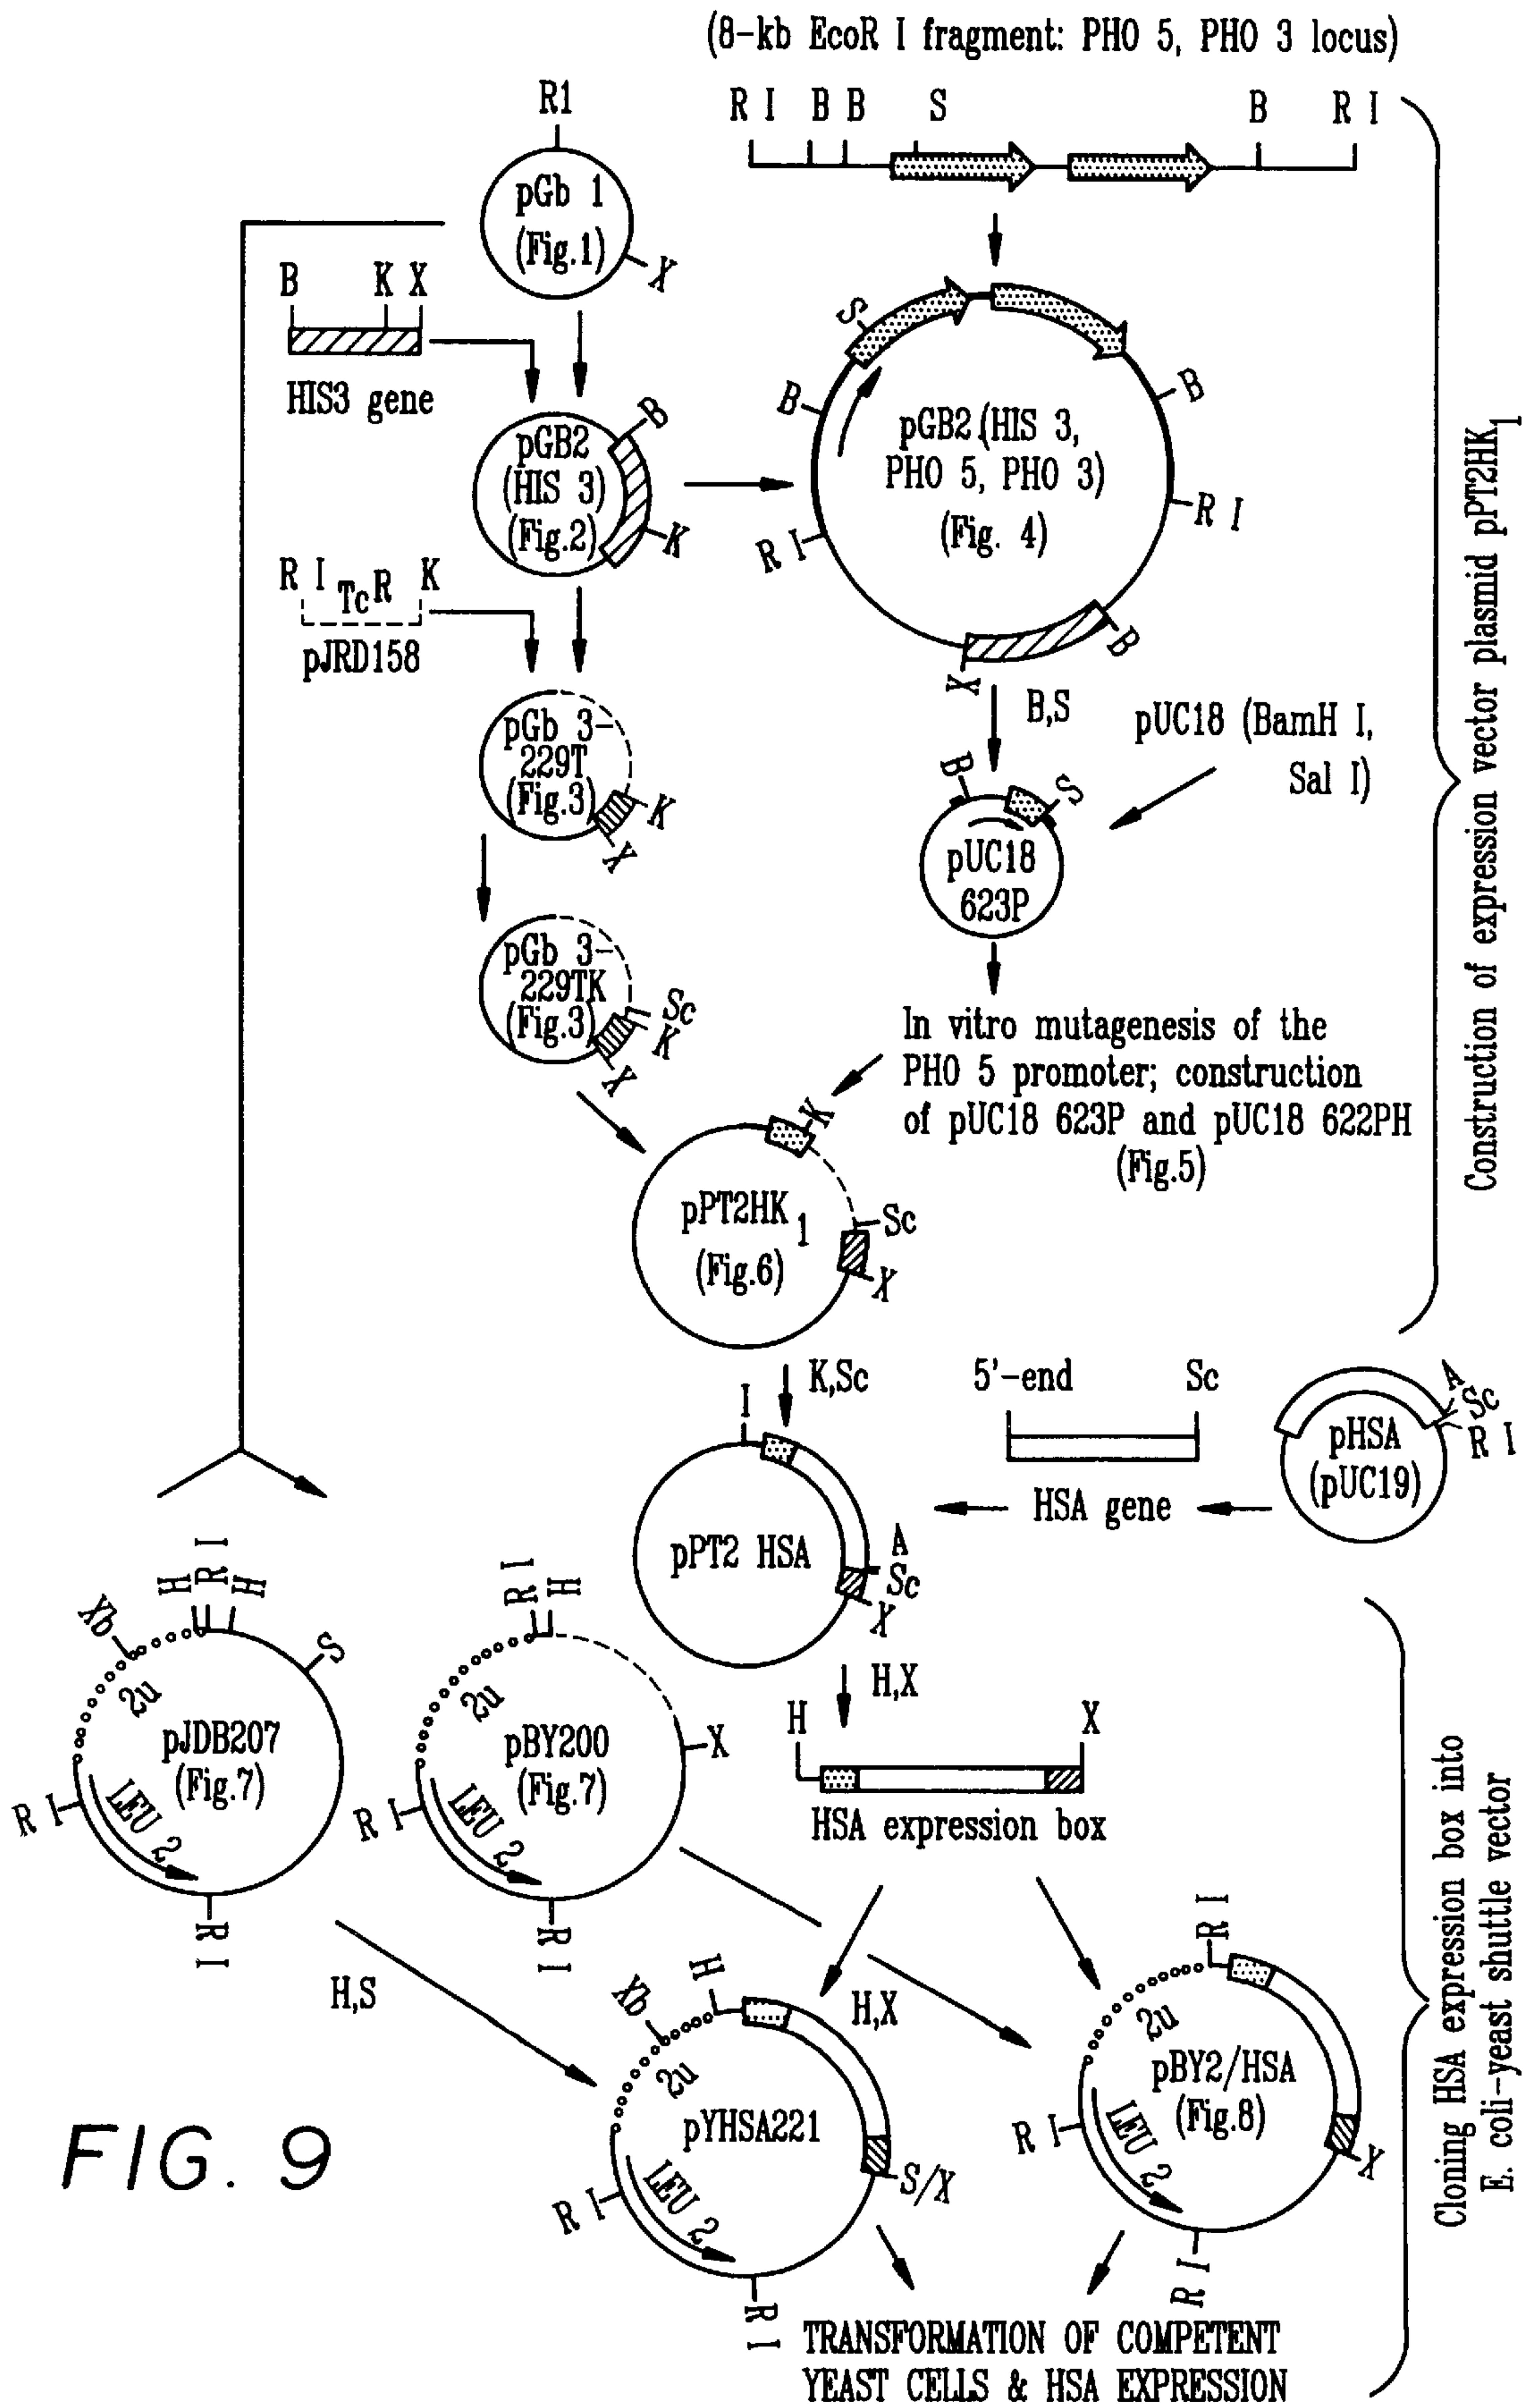 (8-kb EcoR I fragment: PHO 5, PHO 3 locus)
R I B B S B R I
R1
pGb 1
(Fig.1)
X
B K X
HIS3 gene
pGB2
(HIS 3)
(Fig.2)
B
K
S
B
B
pGB2 (HIS 3,
PHO 5, PHO 3)
(Fig. 4)
R I
R I
B
X
R I TcR K
pJRD158
B,S
pUC18 (BamH I,
Sal I)
pGb 3-
229T
(Fig.3)
K
X
B
S
pUC18
623P
pGb 3-
229TK
(Fig.3)
Sc
K
X
In vitro mutagenesis of the
PHO 5 promoter; construction
of pUC18 623P and pUC18 622PH
(Fig.5)
K
pPT2HK1
(Fig.6)
Sc
X
Construction of expression vector plasmid pPT2HK1
K,Sc
5'-end Sc
HSA gene
pHSA
(pUC19)
A
Sc
R I
I
pPT2 HSA
A
Sc
X
H,X
H X
HSA expression box
H
R I
H
Xb
S
2u
pJDB207
(Fig.7)
LEU 2
R I
R I
R I
H
2u
pBY200
(Fig.7)
X
LEU 2
R I
R I
H,S
H,X
H
Xb
2u
pYHSA221
LEU 2
S/X
R I
R I
R I
2u
pBY2/HSA
(Fig.8)
LEU 2
X
R I
R I
Cloning HSA expression box into
E. coli-yeast shuttle vector
FIG. 9
TRANSFORMATION OF COMPETENT
YEAST CELLS & HSA EXPRESSION